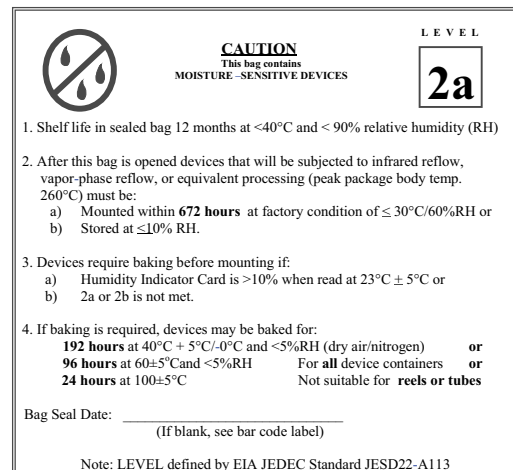 LEVEL
CAUTION
This bag contains
MOISTURE –SENSITIVE DEVICES
2a
1. Shelf life in sealed bag 12 months at <40°C and < 90% relative humidity (RH)
2. After this bag is opened devices that will be subjected to infrared reflow,
vapor-phase reflow, or equivalent processing (peak package body temp.
260°C) must be:
a) Mounted within 672 hours at factory condition of ≤ 30°C/60%RH or
b) Stored at ≤10% RH.
3. Devices require baking before mounting if:
a) Humidity Indicator Card is >10% when read at 23°C ± 5°C or
b) 2a or 2b is not met.
4. If baking is required, devices may be baked for:
192 hours at 40°C + 5°C/-0°C and <5%RH (dry air/nitrogen) or
96 hours at 60±5°Cand <5%RH For all device containers or
24 hours at 100±5°C Not suitable for reels or tubes
Bag Seal Date: ______________________________
(If blank, see bar code label)
Note: LEVEL defined by EIA JEDEC Standard JESD22-A113